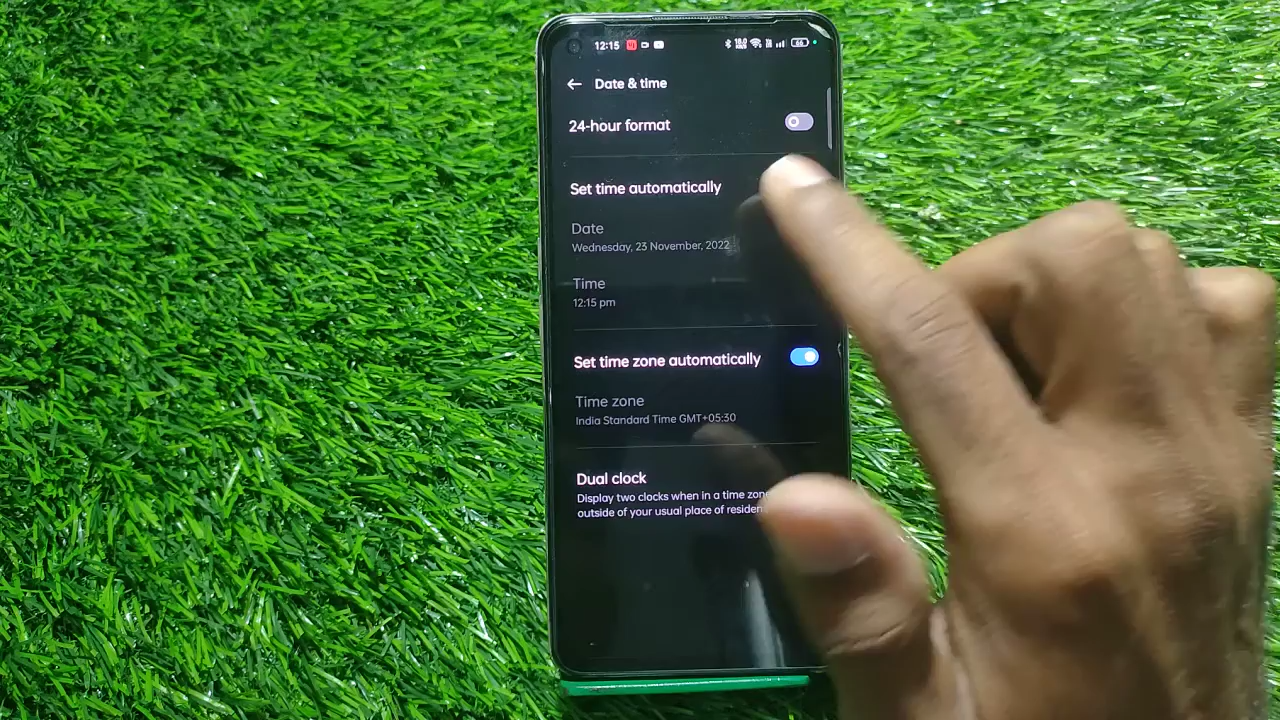 12:15
66
Date & time
24-hour format
Set time automatically
Date
Wednesday, 23 November, 2022
Time
12:15 pm
Set time zone automatically
Time zone
India Standard Time GMT+05:30
Dual clock
Display two clocks when in a time zone
outside of your usual place of residen